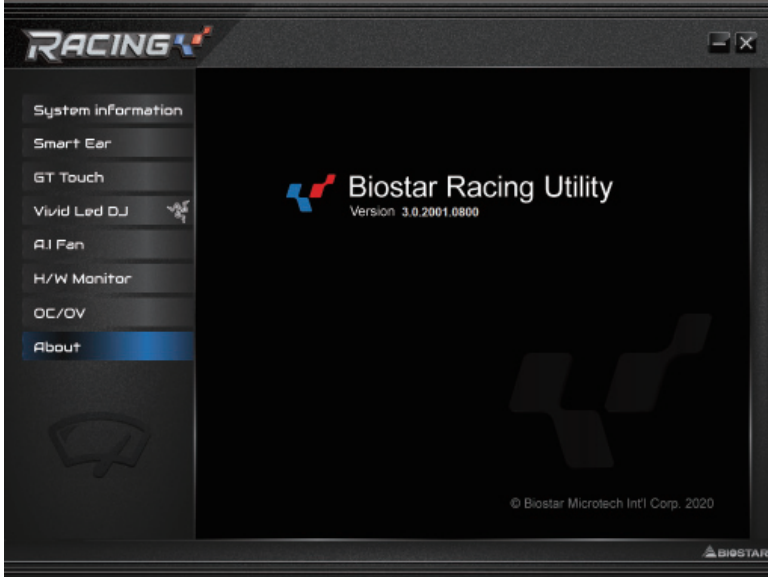 RACING
System information
Smart Ear
GT Touch
Vivid Led DJ
A.I Fan
H/W Monitor
OC/OV
About
Biostar Racing Utility
Version 3.0.2001.0800
© Biostar Microtech Int'l Corp. 2020
BIOSTAR